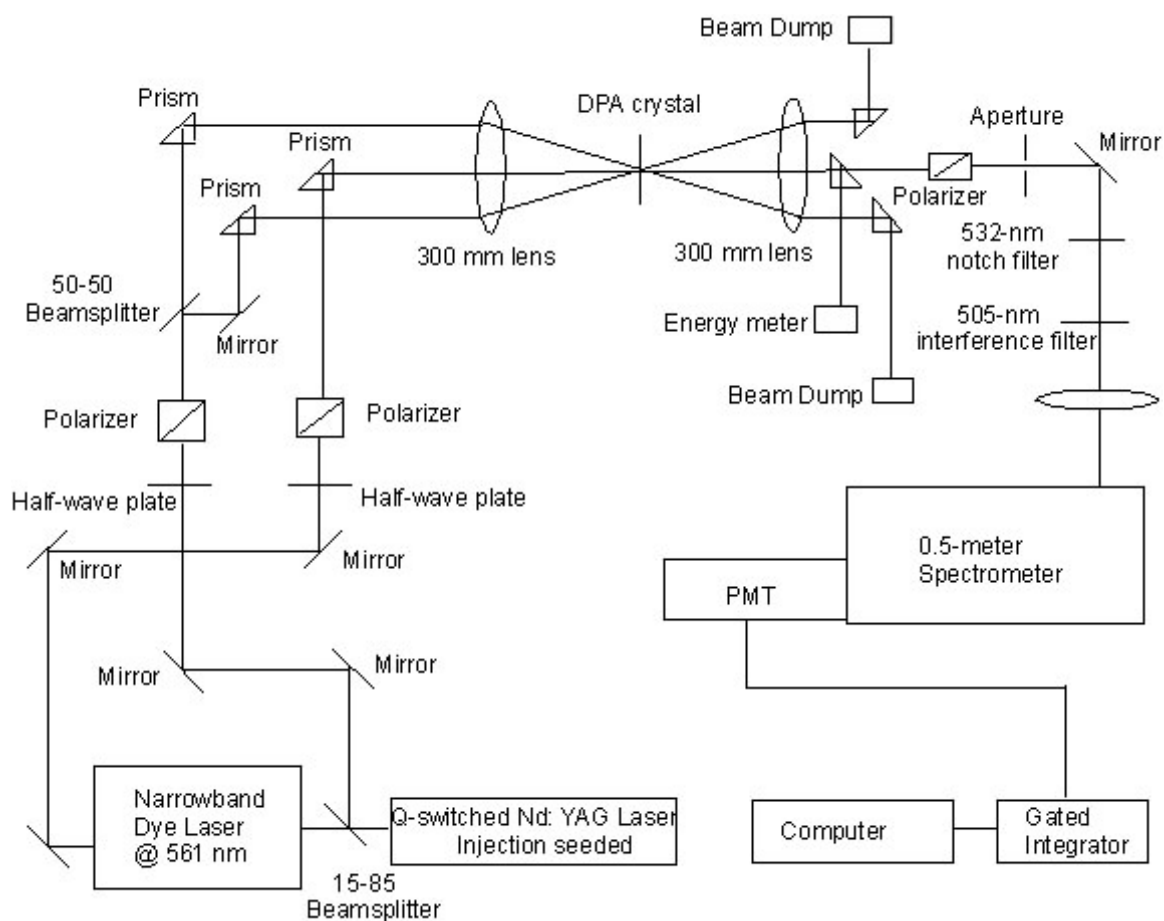 Beam Dump
Prism
DPA crystal
Aperture
Mirror
Prism
Prism
Polarizer
300 mm lens
300 mm lens
532-nm
notch filter
50-50
Beamsplitter
Mirror
Energy meter
505-nm
interference filter
Beam Dump
Polarizer
Polarizer
Half-wave plate
Half-wave plate
Mirror
Mirror
0.5-meter
Spectrometer
PMT
Mirror
Mirror
Narrowband
Dye Laser
@ 561 nm
Q-switched Nd: YAG Laser
Injection seeded
15-85
Beamsplitter
Computer
Gated
Integrator